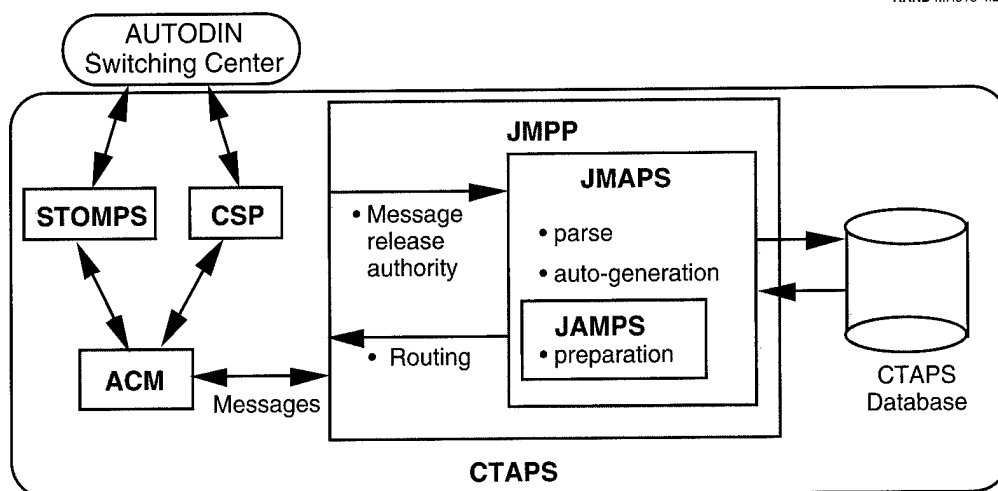 AUTODIN
Switching Center
JMPP
JMAPS
STOMPS
CSP
• Message
release
authority
• parse
• auto-generation
JAMPS
• preparation
• Routing
ACM
Messages
CTAPS
Database
CTAPS